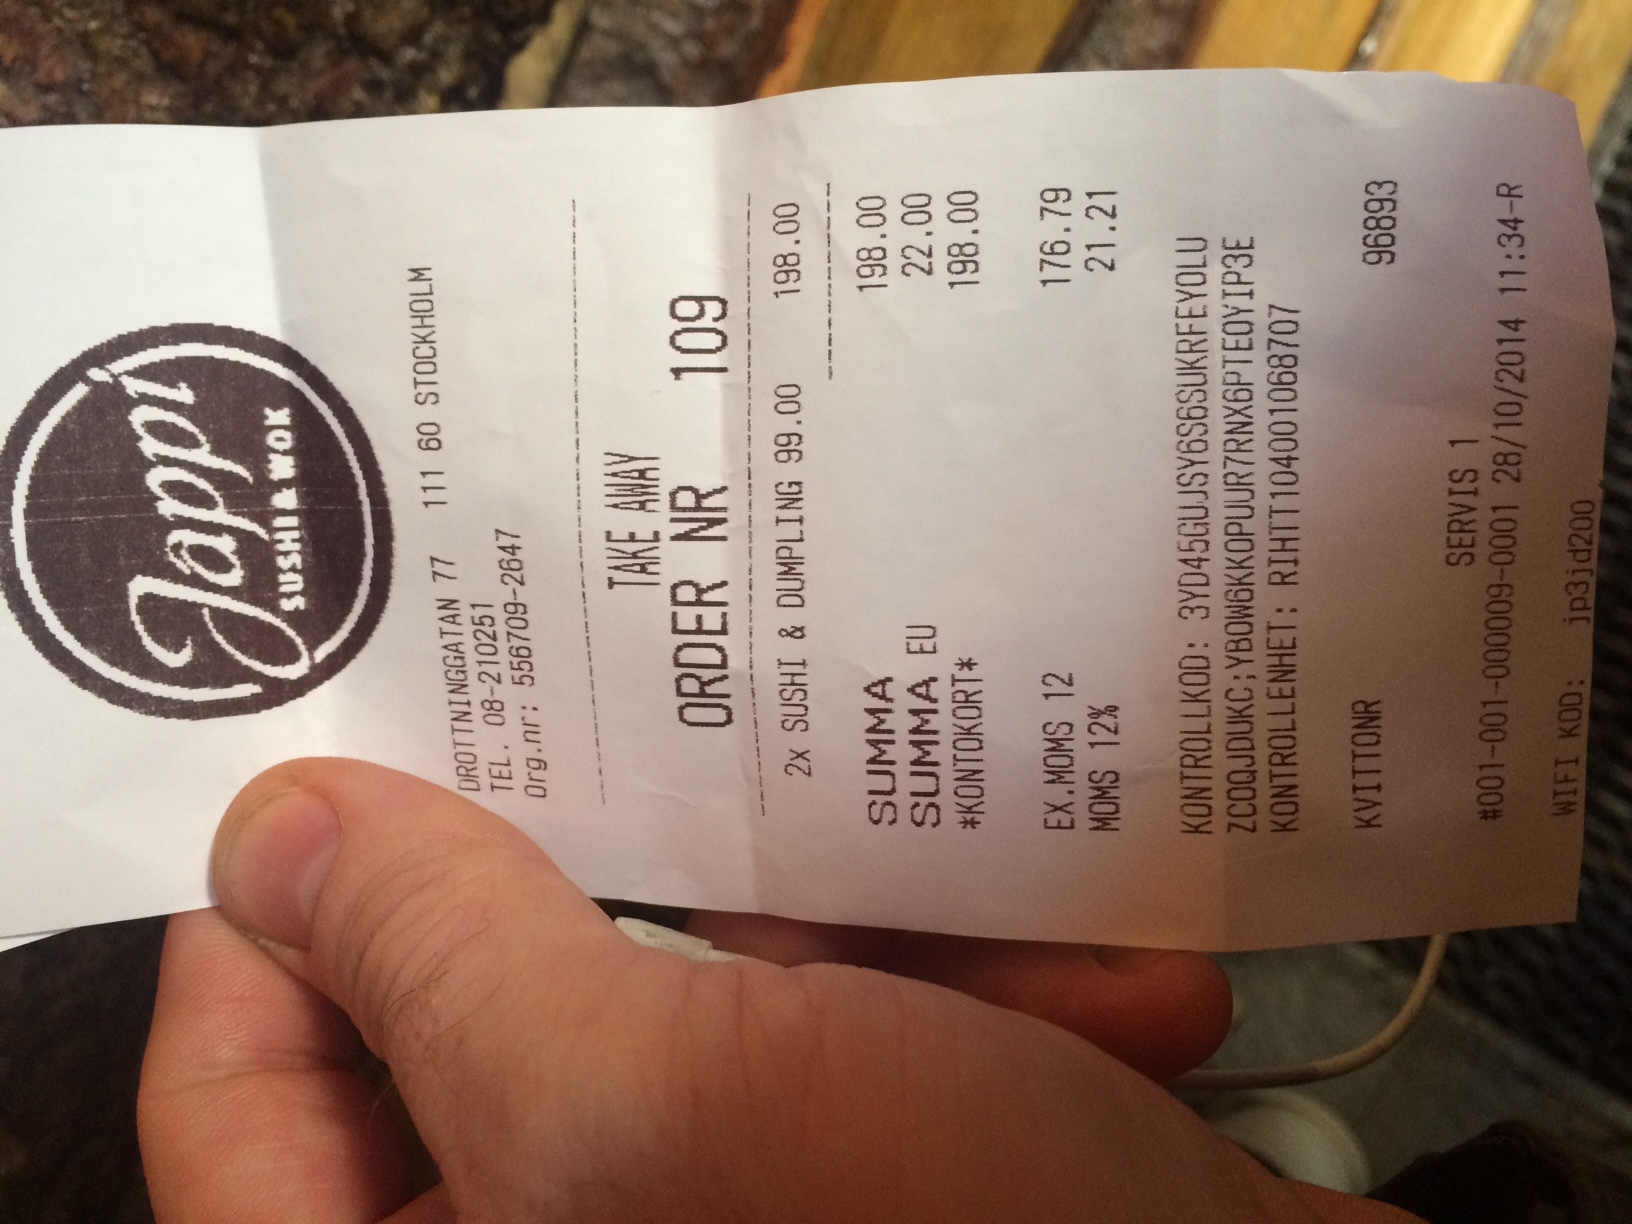 Jappi
SUSHI & WOK
DROTTNINGGATAN 77 111 60 STOCKHOLM
TEL. 08-210251
Org.nr: 556709-2647
TAKE AWAY
ORDER NR 109
2x SUSHI & DUMPLING 99.00 198.00
SUMMA 198.00
SUMMA EU 22.00
*KONTOKORT* 198.00
EX.MOMS 12 176.79
MOMS 12% 21.21
KONTROLLKOD: 3YD45GUJSY6S6SUKRFEYOLU
ZCOQJDUKC;YBOW6KKOPUUR7RNX6PTEQYIP3E
KONTROLLENHET: RIHTT104001068707
KVITTONR 96893
SERVIS 1
#001-001-000009-0001 28/10/2014 11:34-R
WIFI KOD: jp3jd200